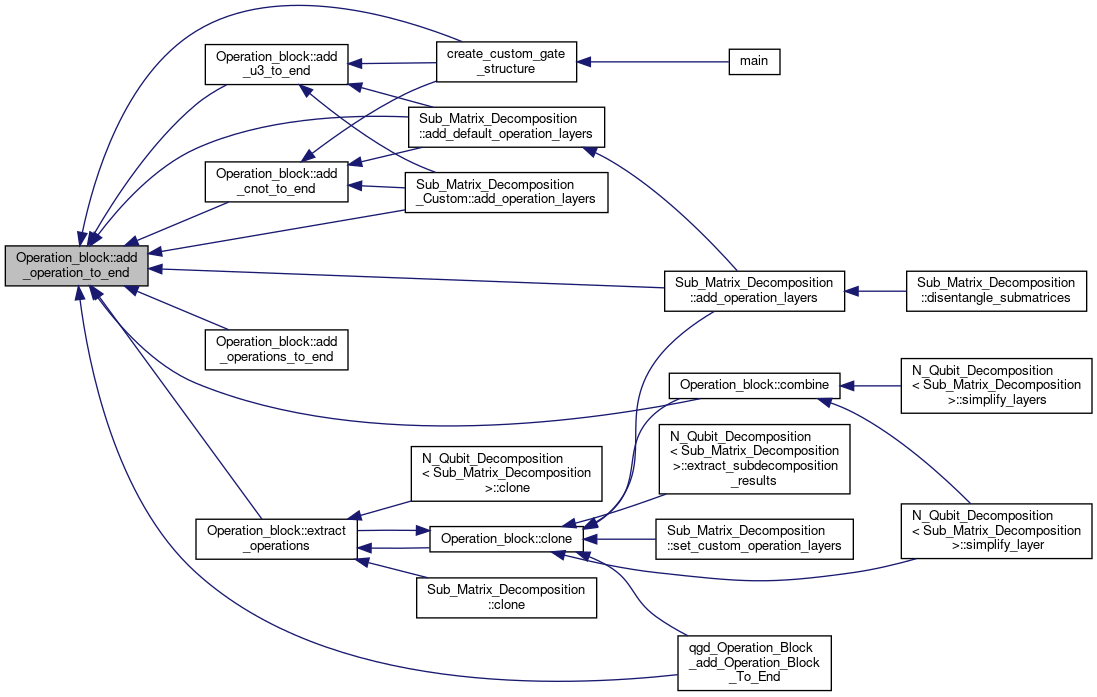 Operation_block::add
_operation_to_end
Operation_block::add
_u3_to_end
Operation_block::add
_cnot_to_end
Operation_block::add
_operations_to_end
Operation_block::extract
_operations
create_custom_gate
_structure
Sub_Matrix_Decomposition
::add_default_operation_layers
Sub_Matrix_Decomposition
_Custom::add_operation_layers
N_Qubit_Decomposition
< Sub_Matrix_Decomposition
>::clone
Operation_block::clone
Sub_Matrix_Decomposition
::clone
main
Sub_Matrix_Decomposition
::add_operation_layers
Operation_block::combine
N_Qubit_Decomposition
< Sub_Matrix_Decomposition
>::extract_subdecomposition
_results
Sub_Matrix_Decomposition
::set_custom_operation_layers
qgd_Operation_Block
_add_Operation_Block
_To_End
Sub_Matrix_Decomposition
::disentangle_submatrices
N_Qubit_Decomposition
< Sub_Matrix_Decomposition
>::simplify_layers
N_Qubit_Decomposition
< Sub_Matrix_Decomposition
>::simplify_layer